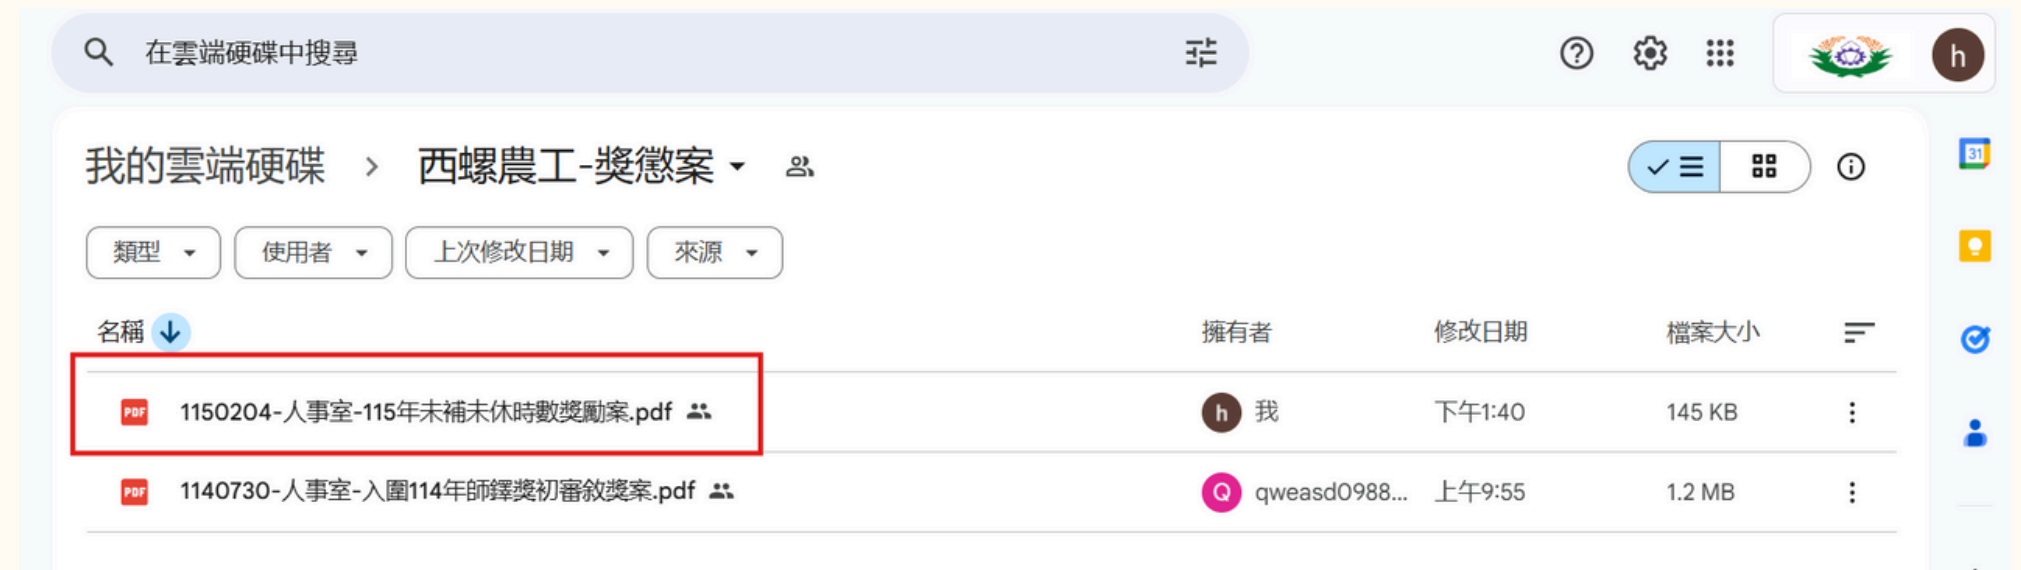 在雲端硬碟中搜尋
h
我的雲端硬碟 › 西螺農工-獎懲案
31
類型 使用者 上次修改日期 來源
名稱 擁有者 修改日期 檔案大小
PDF 1150204-人事室-115年未補未休時數獎勵案.pdf h 我 下午1:40 145 KB
PDF 1140730-人事室-入圍114年師鐸獎初審敘獎案.pdf Q qweasd0988... 上午9:55 1.2 MB